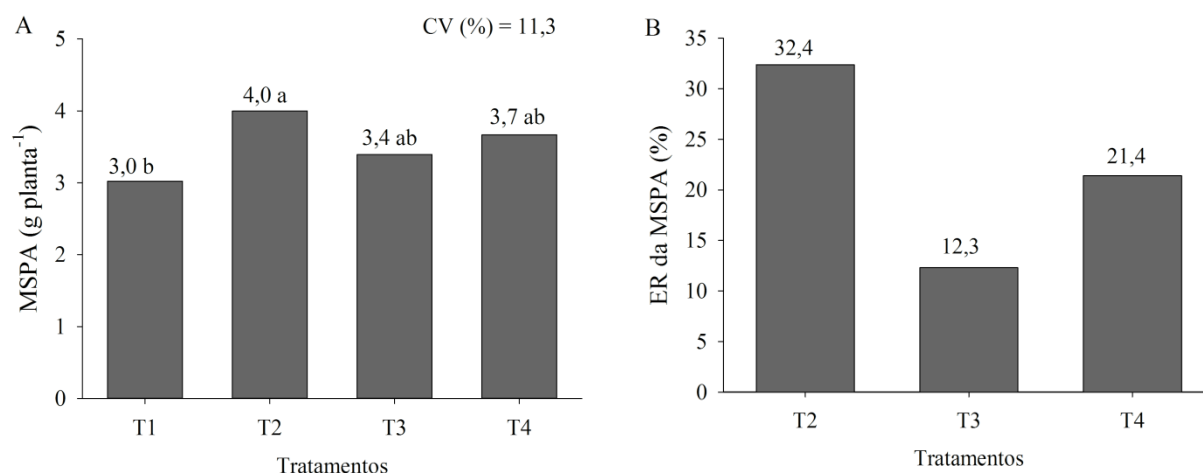 A
CV (%) = 11,3
MSPA (g planta⁻¹)
5
4
3
2
1
0
3,0 b
4,0 a
3,4 ab
3,7 ab
T1 T2 T3 T4
Tratamentos
B
ER da MSPA (%)
35
30
25
20
15
10
5
0
32,4
12,3
21,4
T2 T3 T4
Tratamentos